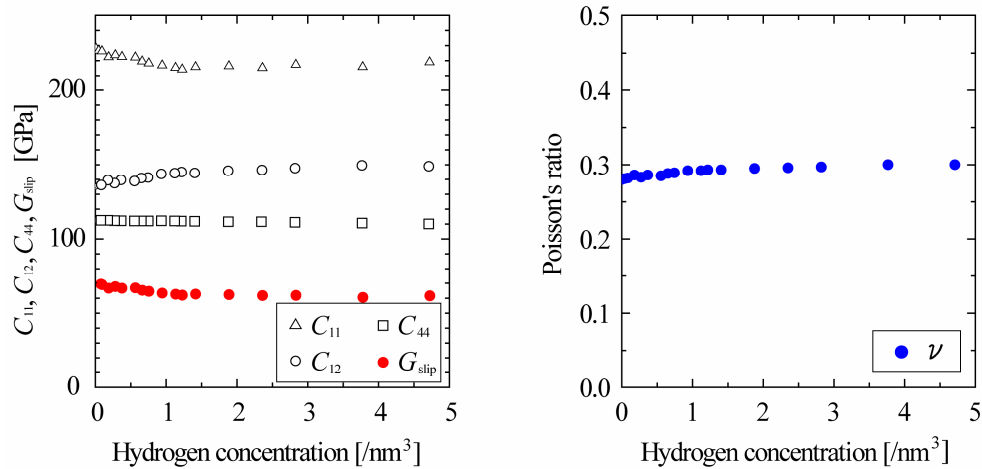 C₁₁, C₁₂, C₄₄, G_slip [GPa]
200
100
0
0 1 2 3 4 5
Hydrogen concentration [/nm³]
C₁₁ C₄₄
C₁₂ G_slip
Poisson's ratio
0.5
0.4
0.3
0.2
0.1
0.0
0 1 2 3 4 5
Hydrogen concentration [/nm³]
ν